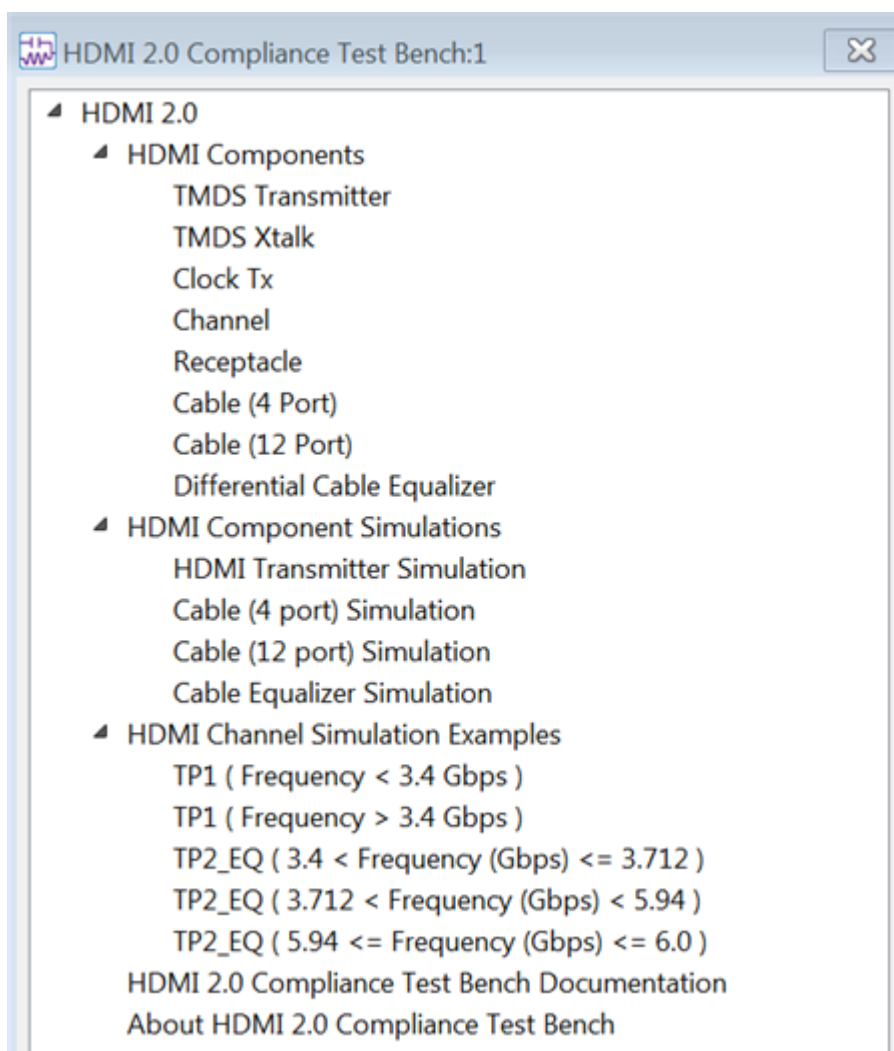 HDMI 2.0 Compliance Test Bench:1
HDMI 2.0
HDMI Components
TMDS Transmitter
TMDS Xtalk
Clock Tx
Channel
Receptacle
Cable (4 Port)
Cable (12 Port)
Differential Cable Equalizer
HDMI Component Simulations
HDMI Transmitter Simulation
Cable (4 port) Simulation
Cable (12 port) Simulation
Cable Equalizer Simulation
HDMI Channel Simulation Examples
TP1 ( Frequency < 3.4 Gbps )
TP1 ( Frequency > 3.4 Gbps )
TP2_EQ ( 3.4 < Frequency (Gbps) <= 3.712 )
TP2_EQ ( 3.712 < Frequency (Gbps) < 5.94 )
TP2_EQ ( 5.94 <= Frequency (Gbps) <= 6.0 )
HDMI 2.0 Compliance Test Bench Documentation
About HDMI 2.0 Compliance Test Bench